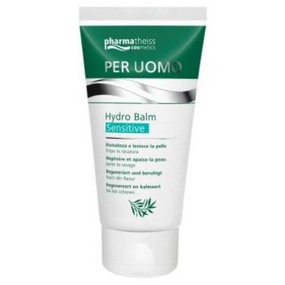 pharmatheiss
cosmetics
PER UOMO
Hydro Balm
Sensitive
Rivitalizza e lenisce la pelle
Dopo la rasatura
Regénère et apaise la peau
Après le rasage
Regeneriert und beruhigt
Nach der Rasur
Regenereert en kalmeert
Na het scheren